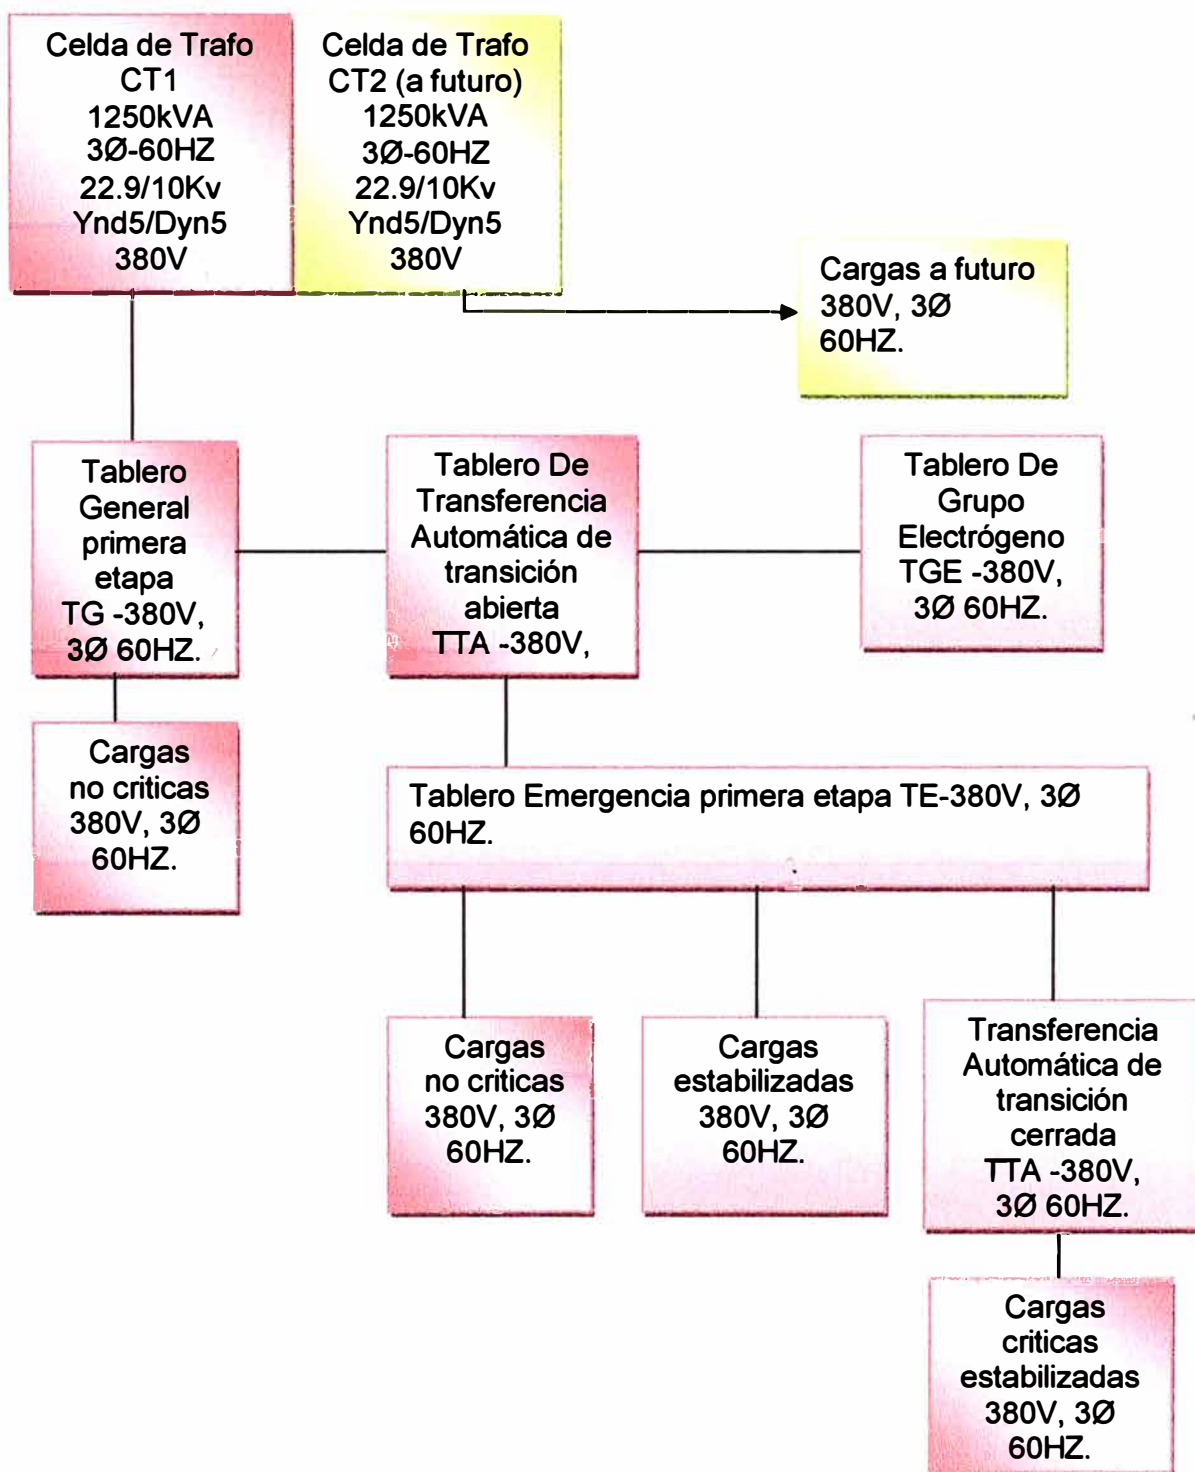 Celda de Trafo
CT1
1250kVA
3Ø-60HZ
22.9/10Kv
Ynd5/Dyn5
380V
Celda de Trafo
CT2 (a futuro)
1250kVA
3Ø-60HZ
22.9/10Kv
Ynd5/Dyn5
380V
Cargas a futuro
380V, 3Ø
60HZ.
Tablero
General
primera
etapa
TG -380V,
3Ø 60HZ.
Tablero De
Transferencia
Automática de
transición
abierta
TTA -380V,
Tablero De
Grupo
Electrógeno
TGE -380V,
3Ø 60HZ.
Cargas
no criticas
380V, 3Ø
60HZ.
Tablero Emergencia primera etapa TE-380V, 3Ø
60HZ.
Cargas
no criticas
380V, 3Ø
60HZ.
Cargas
estabilizadas
380V, 3Ø
60HZ.
Transferencia
Automática de
transición
cerrada
TTA -380V,
3Ø 60HZ.
Cargas
criticas
estabilizadas
380V, 3Ø
60HZ.